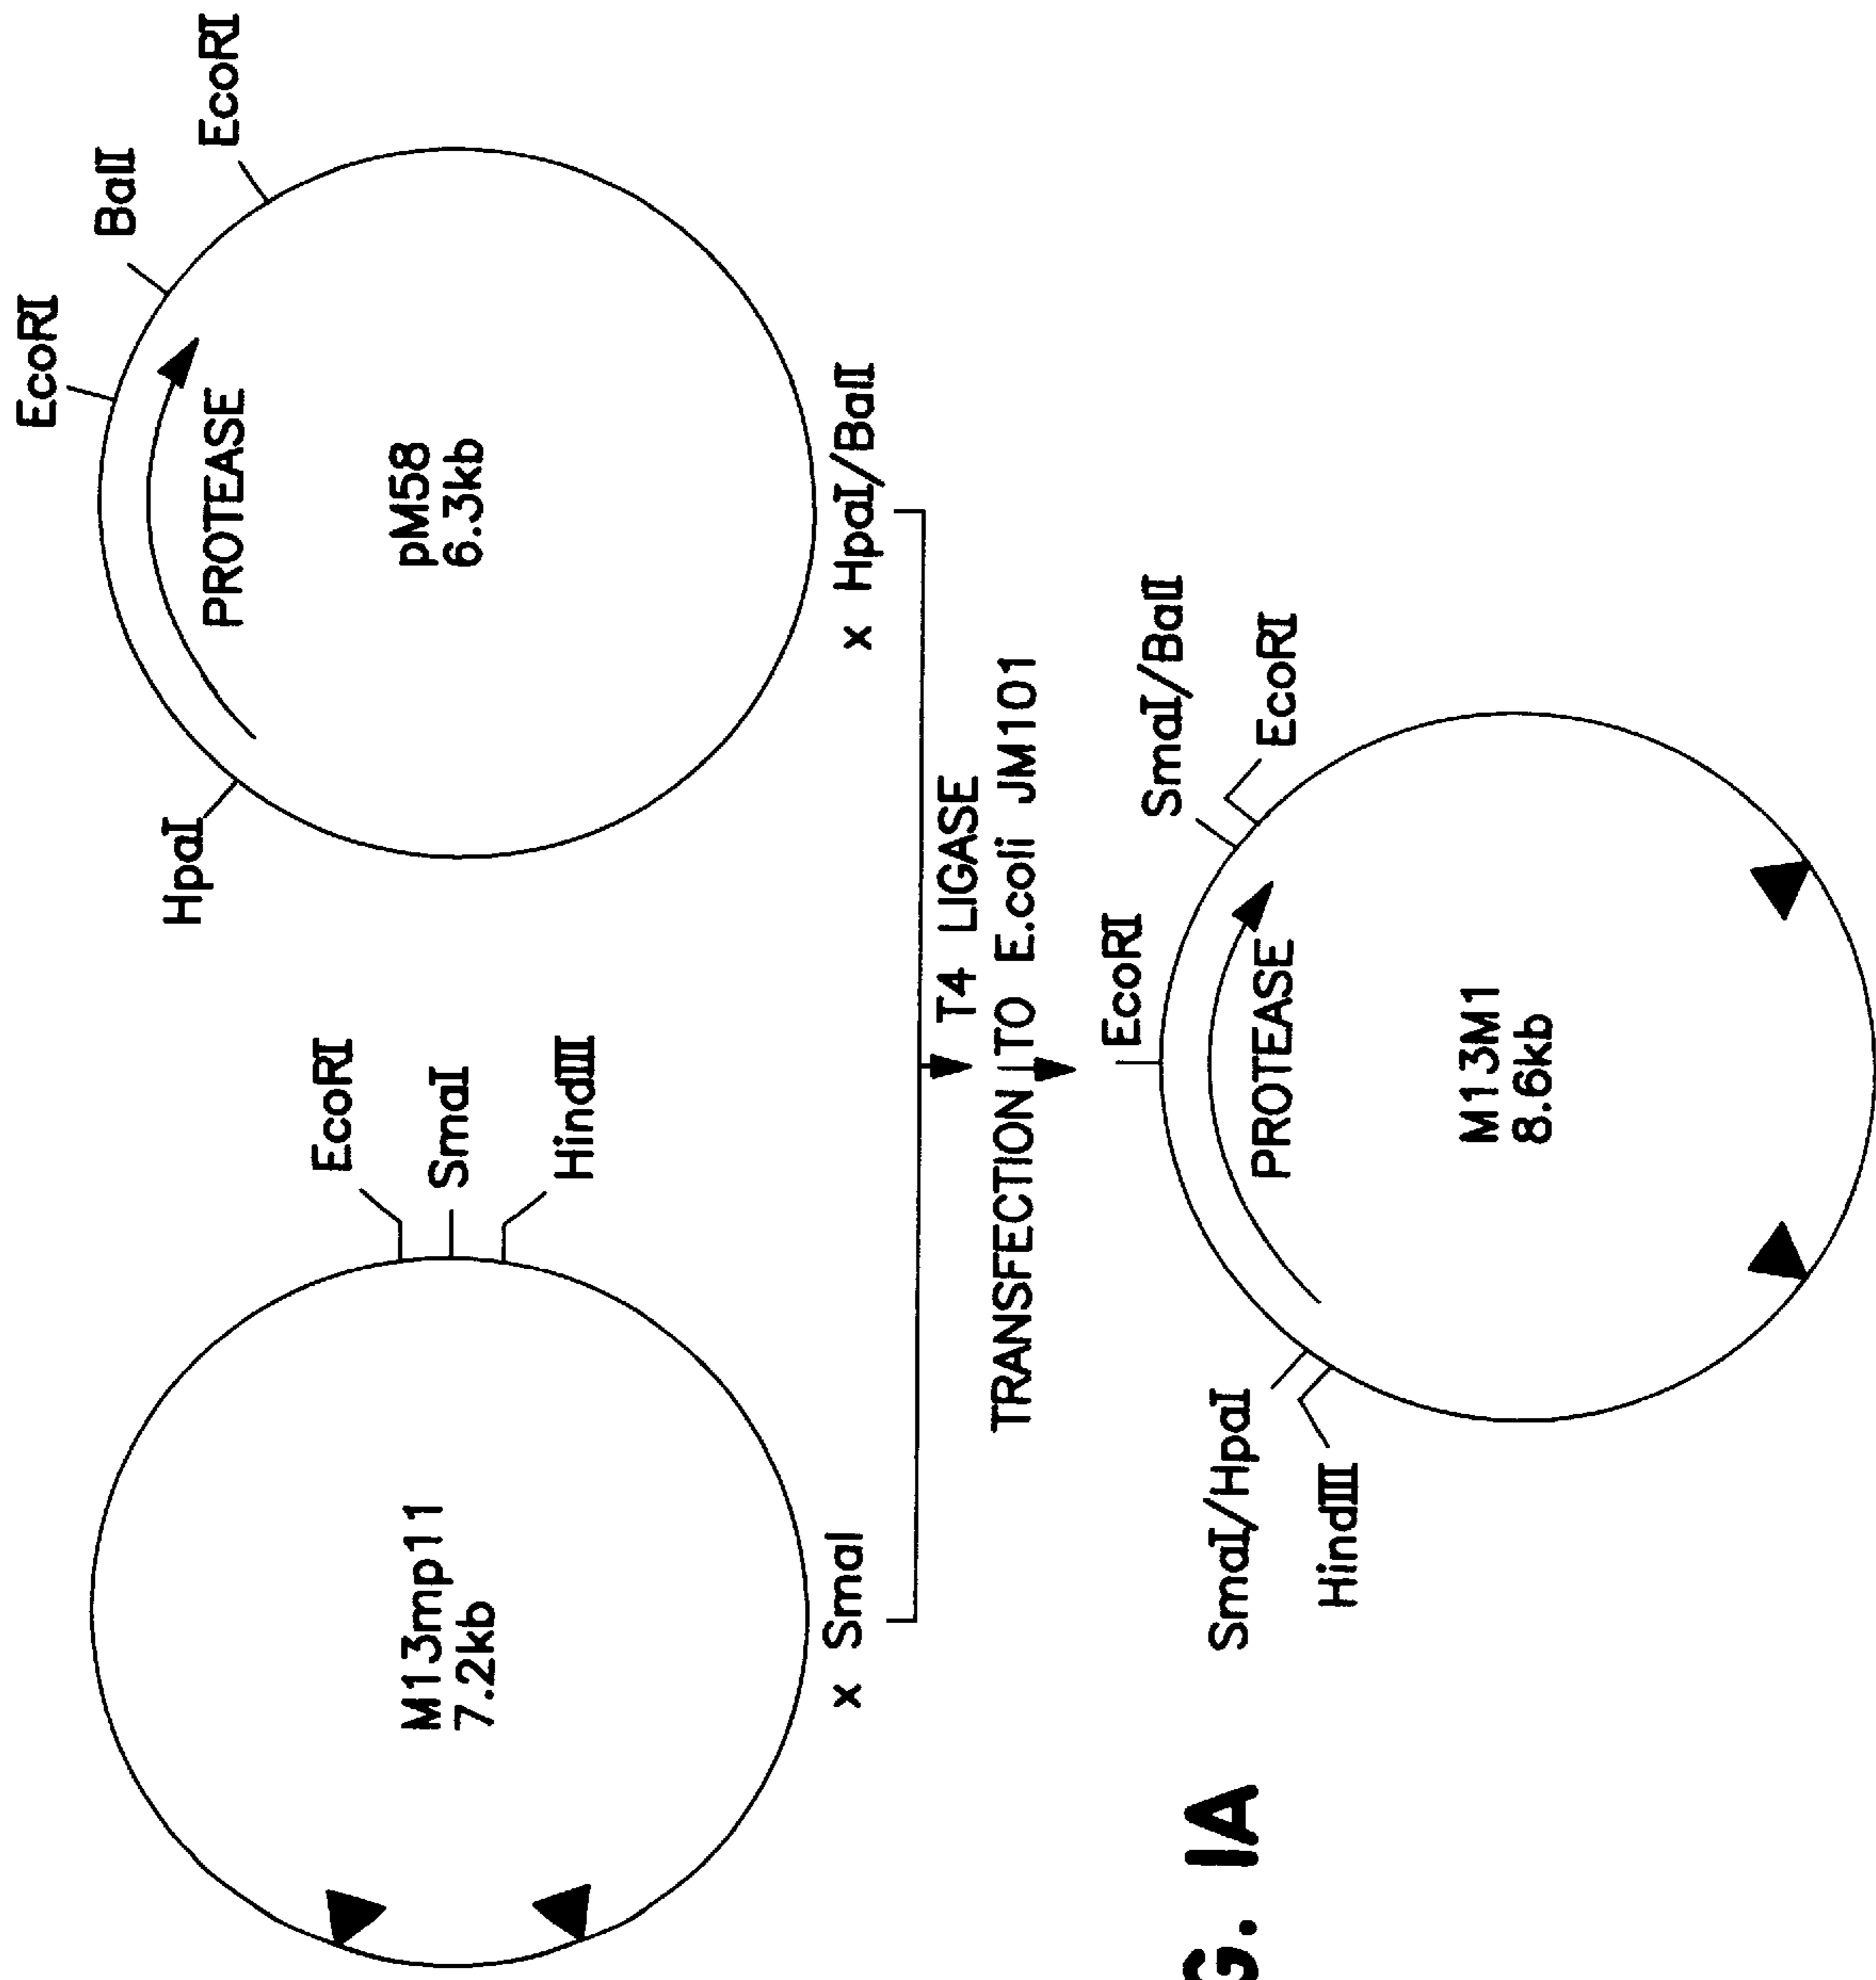 EcoRI
SmaI
HindIII
M13mp11
7.2kb
x SmaI
EcoRI
BalI
EcoRI
HpaI
PROTEASE
pM58
6.3kb
x HpaI/BalI
T4 LIGASE
TRANSFECTION TO E.coli JM101
EcoRI
SmaI/BalI
EcoRI
SmaI/HpaI
HindIII
PROTEASE
M13M1
8.6kb
G. 1A